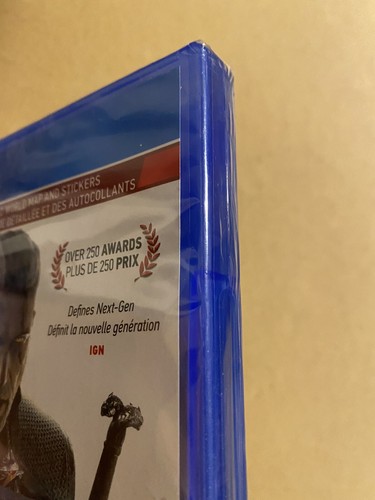 WORLD MAP AND STICKERS
DÉTAILLÉE ET DES AUTOCOLLANTS
OVER 250 AWARDS
PLUS DE 250 PRIX
Defines Next-Gen
Définit la nouvelle génération
IGN